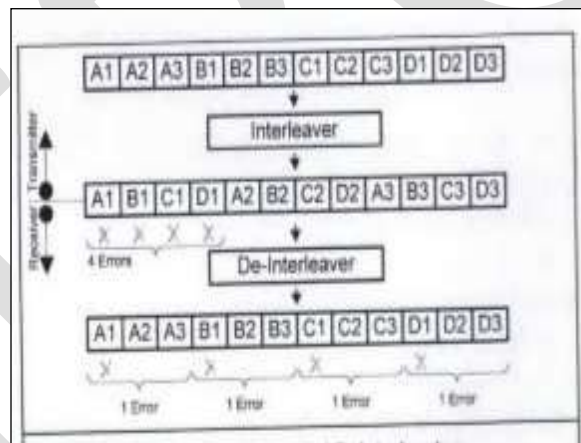 A1 A2 A3 B1 B2 B3 C1 C2 C3 D1 D2 D3
Interleaver
Receiver Transmitter
A1 B1 C1 D1 A2 B2 C2 D2 A3 B3 C3 D3
X X X X
4 Errors
De-Interleaver
A1 A2 A3 B1 B2 B3 C1 C2 C3 D1 D2 D3
X X X X
1 Error 1 Error 1 Error 1 Error